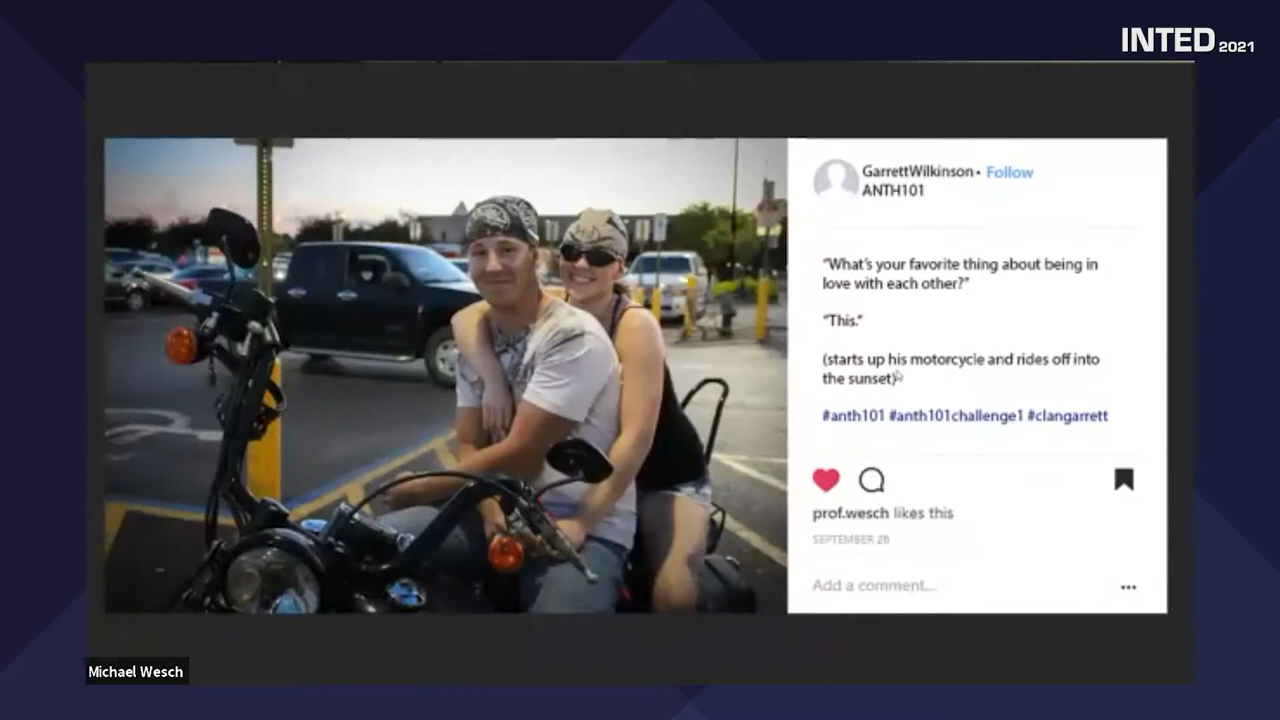 INTED 2021
GarrettWilkinson • Follow
ANTH101
"What's your favorite thing about being in
love with each other?"
"This."
(starts up his motorcycle and rides off into
the sunset)
#anth101 #anth101challenge1 #clangarrett
prof.wesch likes this
SEPTEMBER 26
Add a comment...
Michael Wesch